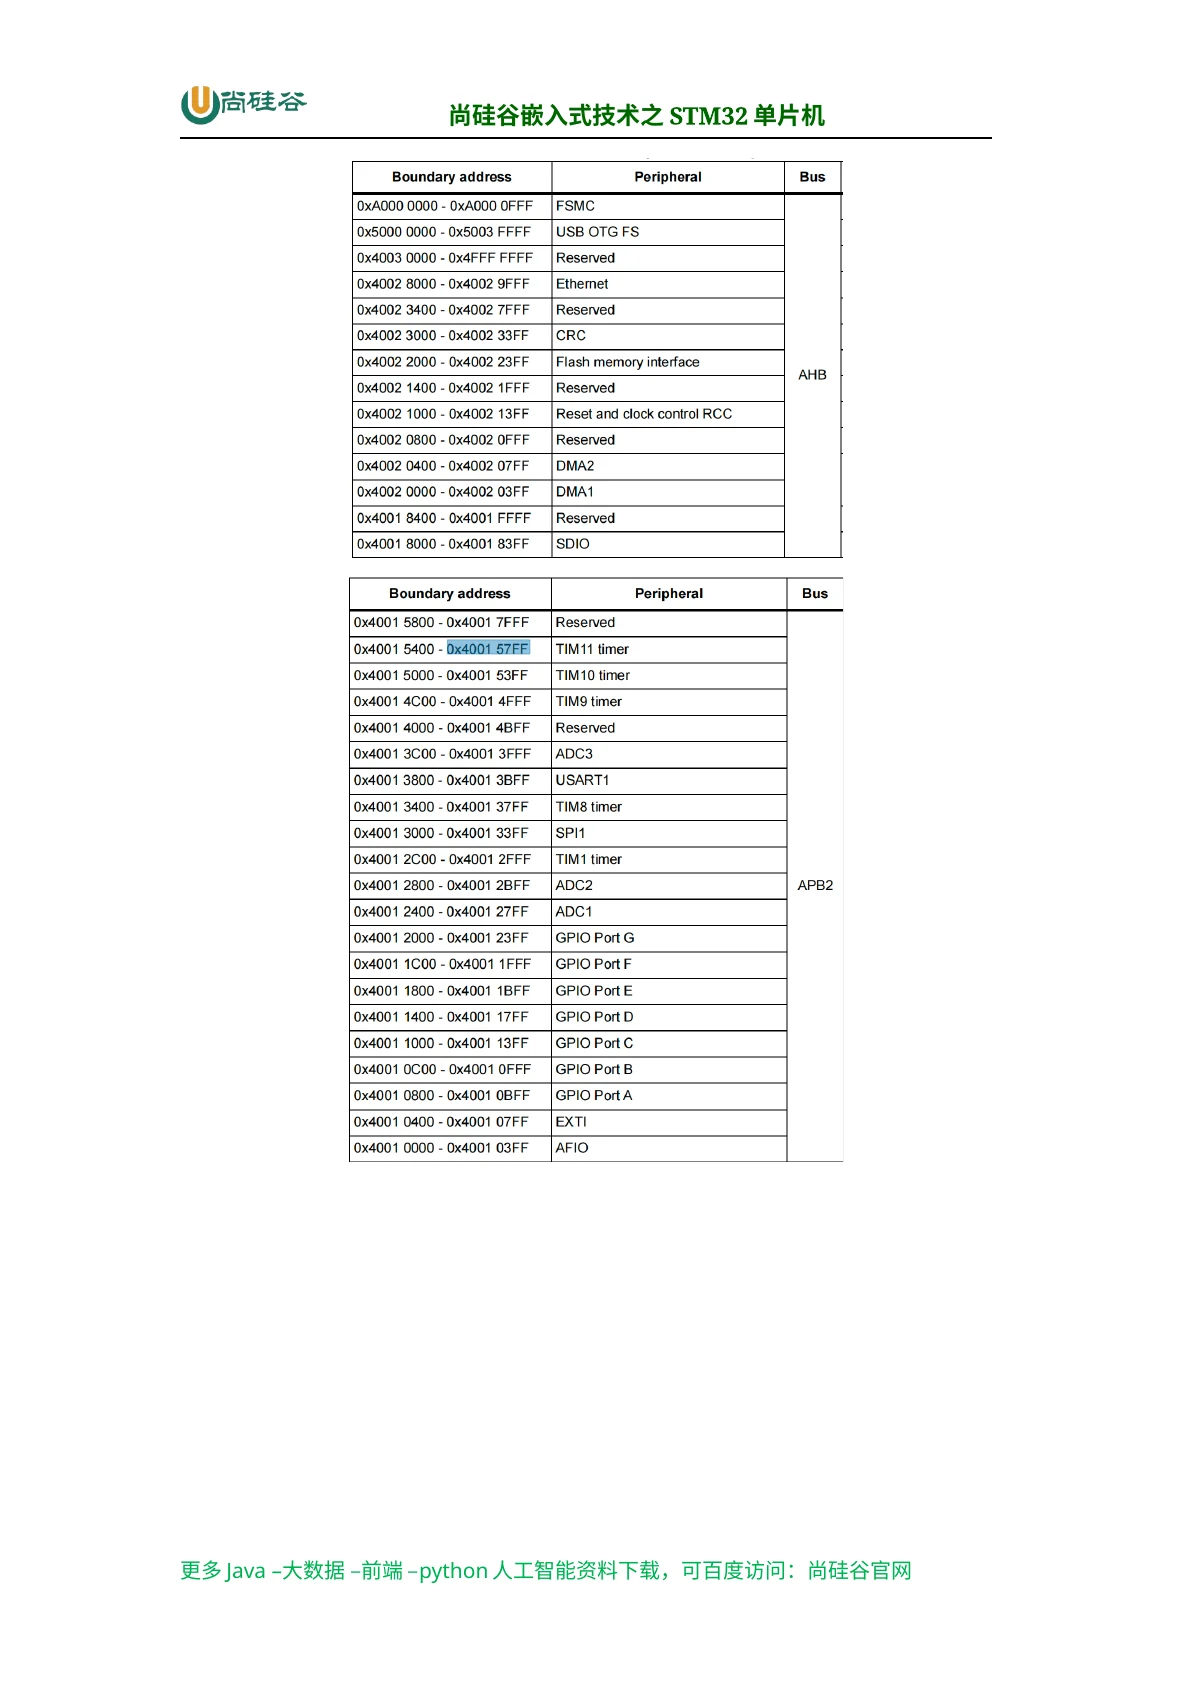 尚硅谷
尚硅谷嵌入式技术之 STM32 单片机
Boundary address Peripheral Bus
0xA000 0000 - 0xA000 0FFF FSMC
0x5000 0000 - 0x5003 FFFF USB OTG FS
0x4003 0000 - 0x4FFF FFFF Reserved
0x4002 8000 - 0x4002 9FFF Ethernet
0x4002 3400 - 0x4002 7FFF Reserved
0x4002 3000 - 0x4002 33FF CRC
0x4002 2000 - 0x4002 23FF Flash memory interface
AHB
0x4002 1400 - 0x4002 1FFF Reserved
0x4002 1000 - 0x4002 13FF Reset and clock control RCC
0x4002 0800 - 0x4002 0FFF Reserved
0x4002 0400 - 0x4002 07FF DMA2
0x4002 0000 - 0x4002 03FF DMA1
0x4001 8400 - 0x4001 FFFF Reserved
0x4001 8000 - 0x4001 83FF SDIO
Boundary address Peripheral Bus
0x4001 5800 - 0x4001 7FFF Reserved
0x4001 5400 - 0x4001 57FF TIM11 timer
0x4001 5000 - 0x4001 53FF TIM10 timer
0x4001 4C00 - 0x4001 4FFF TIM9 timer
0x4001 4000 - 0x4001 4BFF Reserved
0x4001 3C00 - 0x4001 3FFF ADC3
0x4001 3800 - 0x4001 3BFF USART1
0x4001 3400 - 0x4001 37FF TIM8 timer
0x4001 3000 - 0x4001 33FF SPI1
0x4001 2C00 - 0x4001 2FFF TIM1 timer
0x4001 2800 - 0x4001 2BFF ADC2 APB2
0x4001 2400 - 0x4001 27FF ADC1
0x4001 2000 - 0x4001 23FF GPIO Port G
0x4001 1C00 - 0x4001 1FFF GPIO Port F
0x4001 1800 - 0x4001 1BFF GPIO Port E
0x4001 1400 - 0x4001 17FF GPIO Port D
0x4001 1000 - 0x4001 13FF GPIO Port C
0x4001 0C00 - 0x4001 0FFF GPIO Port B
0x4001 0800 - 0x4001 0BFF GPIO Port A
0x4001 0400 - 0x4001 07FF EXTI
0x4001 0000 - 0x4001 03FF AFIO
更多 Java –大数据 –前端 –python 人工智能资料下载，可百度访问：尚硅谷官网